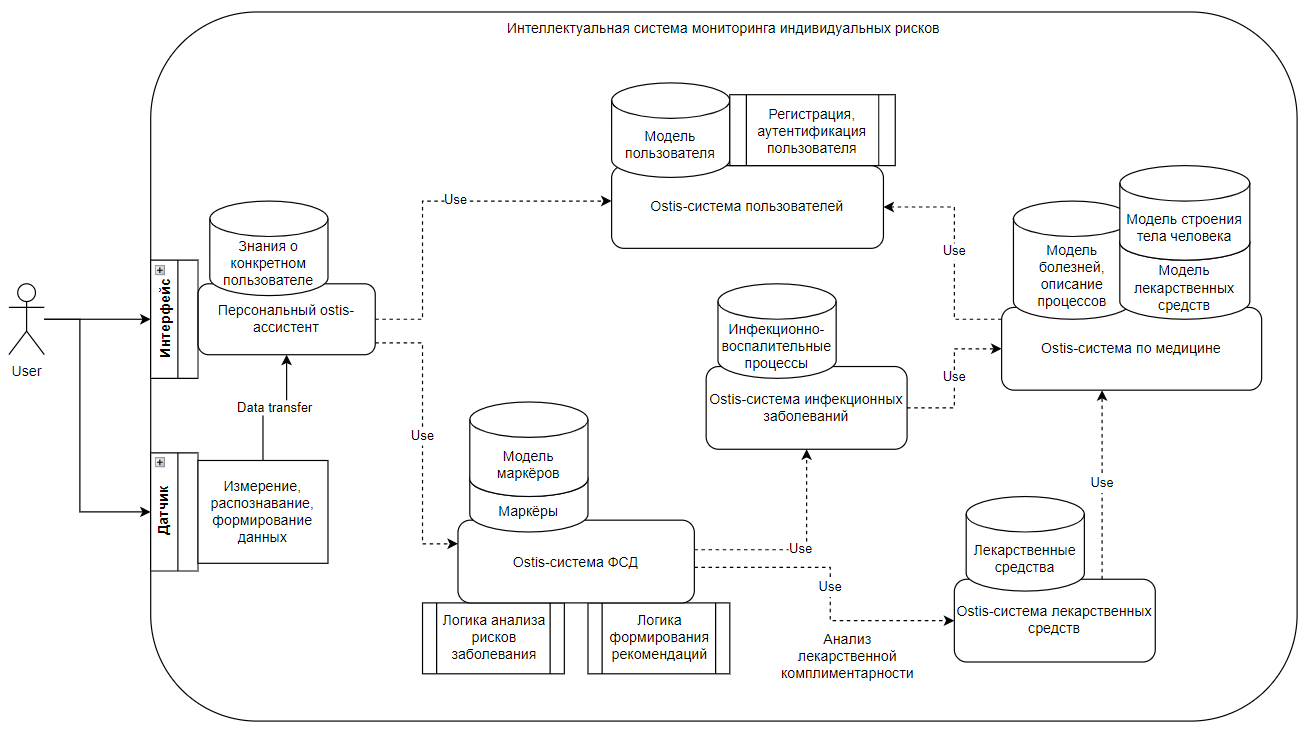 Интеллектуальная система мониторинга индивидуальных рисков
Модель
пользователя
Регистрация,
аутентификация
пользователя
Ostis-система пользователей
Use
Знания о
конкретном
пользователе
Персональный ostis-
ассистент
Интерфейс
User
Data transfer
Датчик
Измерение,
распознавание,
формирование
данных
Use
Модель
маркёров
Маркёры
Ostis-система ФСД
Логика анализа
рисков
заболевания
Логика
формирования
рекомендаций
Инфекционно-
воспалительные
процессы
Ostis-система инфекционных
заболеваний
Use
Use
Use
Модель
болезней,
описание
процессов
Модель строения
тела человека
Модель
лекарственных
средств
Ostis-система по медицине
Use
Use
Лекарственные
средства
Ostis-система лекарственных
средств
Анализ
лекарственной
комплиментарности